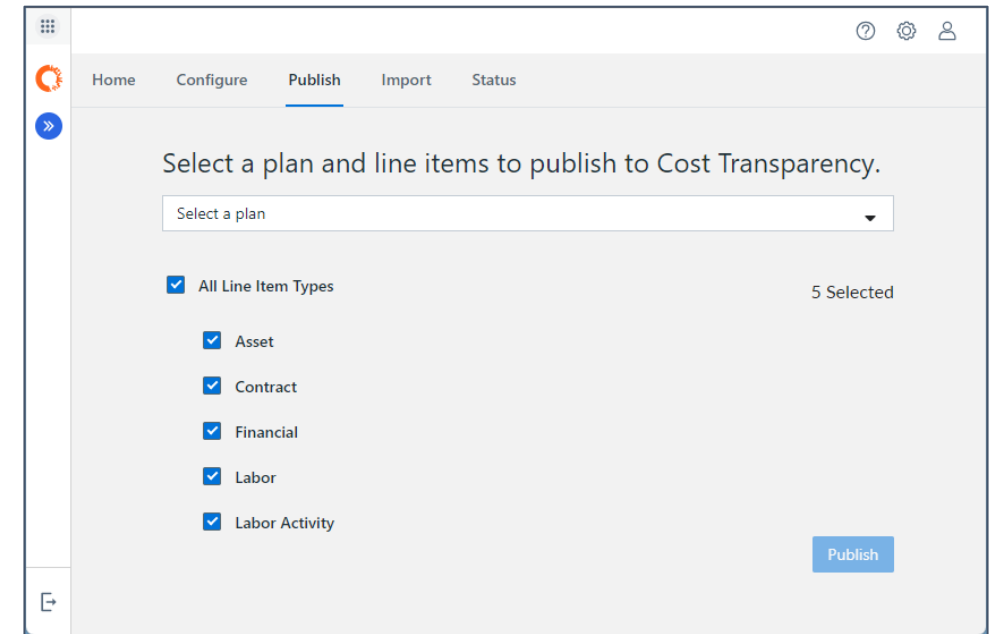 Home Configure Publish Import Status
Select a plan and line items to publish to Cost Transparency.
Select a plan
All Line Item Types
5 Selected
Asset
Contract
Financial
Labor
Labor Activity
Publish